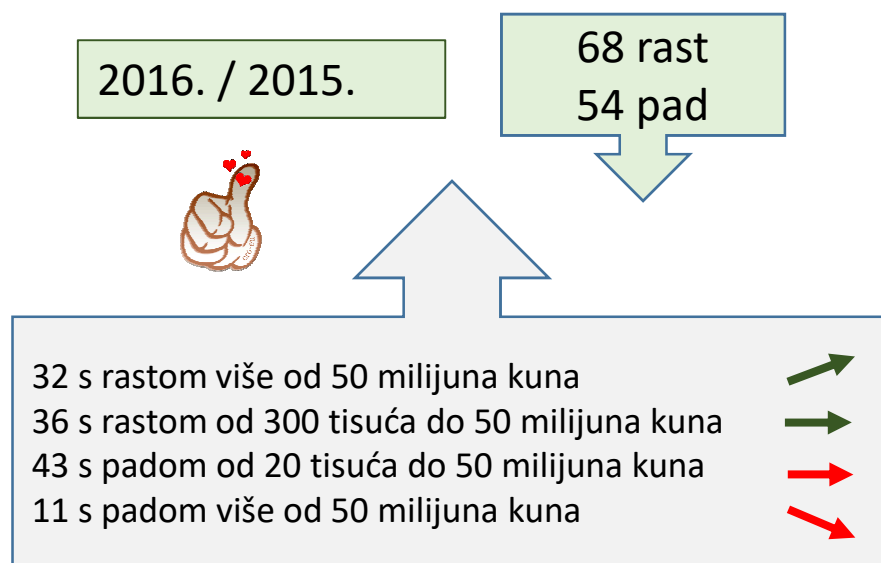 2016. / 2015.
68 rast
54 pad
32 s rastom više od 50 milijuna kuna
36 s rastom od 300 tisuća do 50 milijuna kuna
43 s padom od 20 tisuća do 50 milijuna kuna
11 s padom više od 50 milijuna kuna